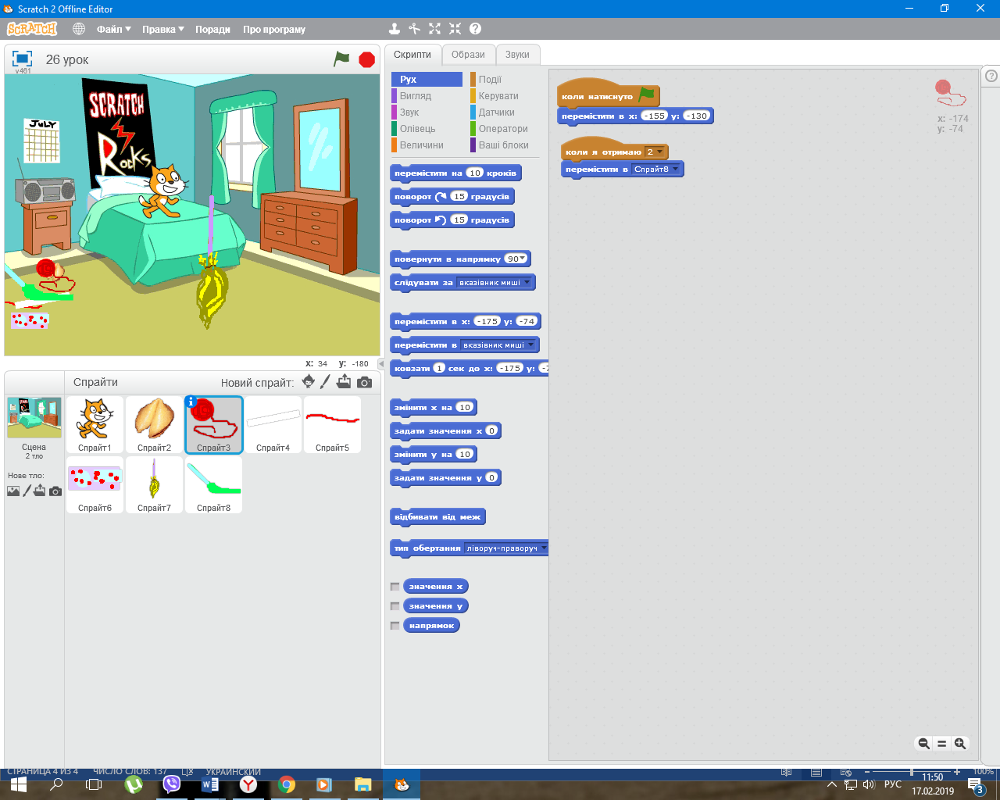 Scratch 2 Offline Editor
SCRATCH
Файл
Правка
Поради
Про програму
v461
26 урок
SCRATCH
ROCKS
JULY
x: 34 y: -180
Спрайти
Новий спрайт:
Сцена
2 тло
Нове тло:
Спрайт1
Спрайт2
Спрайт3
Спрайт4
Спрайт5
Спрайт6
Спрайт7
Спрайт8
Скрипти
Образи
Звуки
Рух
Події
Вигляд
Керувати
Звук
Датчики
Олівець
Оператори
Величини
Ваші блоки
перемістити на 10 кроків
поворот 15 градусів
поворот 15 градусів
повернути в напрямку 90
слідувати за вказівник миші
перемістити в x: -175 y: -74
перемістити в вказівник миші
ковзати 1 сек до x: -175 y:
змінити x на 10
задати значення x 0
змінити y на 10
задати значення y 0
відбивати від меж
тип обертання ліворуч-праворуч
значення x
значення y
напрямок
коли натиснуто
перемістити в x: -155 y: -130
коли я отримаю 2
перемістити в Спрайт8
x: -174
y: -74
СТРАНИЦА 4 ИЗ 4
ЧИСЛО СЛОВ: 137
УКРАИНСКИЙ
100%
РУС
11:50
17.02.2019
3